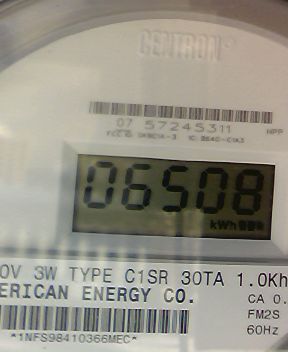 CENTRON®
07 57245311 NPP
06508
kWh
0V 3W TYPE C1SR 30TA 1.0Kh
ERICAN ENERGY CO. CA 0.
FM2S
60Hz
*1NFS98410366MEC*